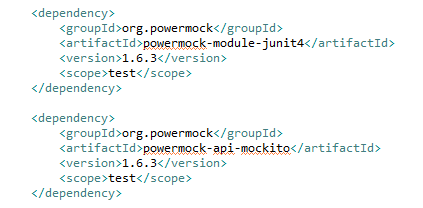 <dependency>
<groupId>org.powermock</groupId>
<artifactId>powermock-module-junit4</artifactId>
<version>1.6.3</version>
<scope>test</scope>
</dependency>
<dependency>
<groupId>org.powermock</groupId>
<artifactId>powermock-api-mockito</artifactId>
<version>1.6.3</version>
<scope>test</scope>
</dependency>